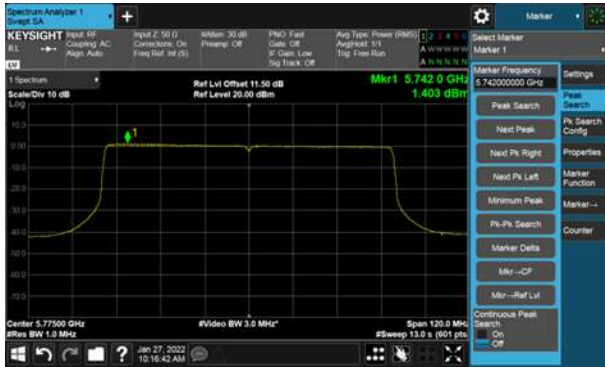 Spectrum Analyzer 1
Swept SA
+
Marker
KEYSIGHT
Input: RF
Coupling: AC
Align: Auto
Input Z: 50 Ω
Corrections: On
Freq Ref: Int (S)
#Atten: 30 dB
Preamp: Off
PNO: Fast
Gate: Off
IF Gain: Low
Sig Track: Off
Avg Type: Power (RMS)
Avg|Hold: 1/1
Trig: Free Run
1 2 3 4 5 6
A W W W W W
A N N N N N
Select Marker
Marker 1
1 Spectrum
Scale/Div 10 dB
Log
Ref Lvl Offset 11.50 dB
Ref Level 20.00 dBm
Mkr1 5.742 0 GHz
1.403 dBm
10.0
0.00
-10.0
-20.0
-30.0
-40.0
-50.0
-60.0
-70.0
1
Center 5.77500 GHz
#Res BW 1.0 MHz
#Video BW 3.0 MHz*
Span 120.0 MHz
#Sweep 13.0 s (601 pts)
Marker Frequency
5.742000000 GHz
Peak Search
Next Peak
Next Pk Right
Next Pk Left
Minimum Peak
Pk-Pk Search
Marker Delta
Mkr→CF
Mkr→Ref Lvl
Continuous Peak
Search
On
Off
Settings
Peak
Search
Pk Search
Config
Properties
Marker
Function
Marker→
Counter
?
Jan 27, 2022
10:16:42 AM